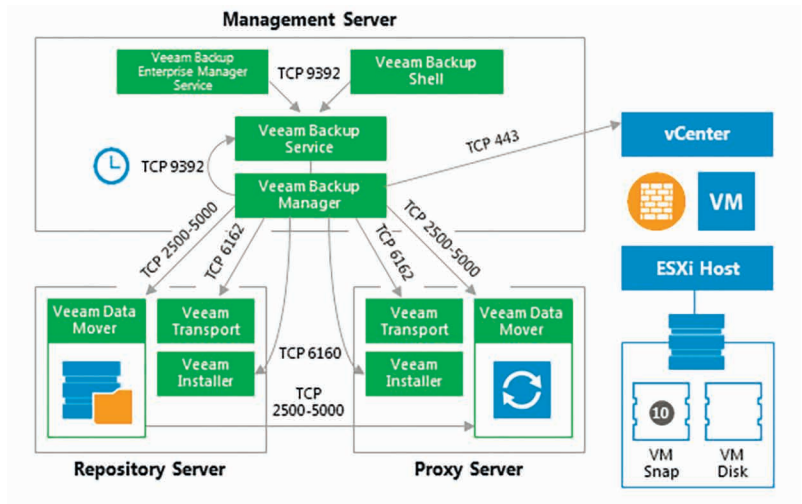 Management Server
Veeam Backup
Enterprise Manager
Service
TCP 9392
Veeam Backup
Shell
Veeam Backup
Service
TCP 9392
Veeam Backup
Manager
TCP 443
vCenter
VM
ESXi Host
TCP 2500-5000
TCP 6162
TCP 6162
TCP 2500-5000
Veeam Data
Mover
Veeam
Transport
Veeam
Installer
TCP 6160
TCP
2500-5000
Veeam
Transport
Veeam
Installer
Veeam Data
Mover
Repository Server
Proxy Server
10
VM
Snap
VM
Disk